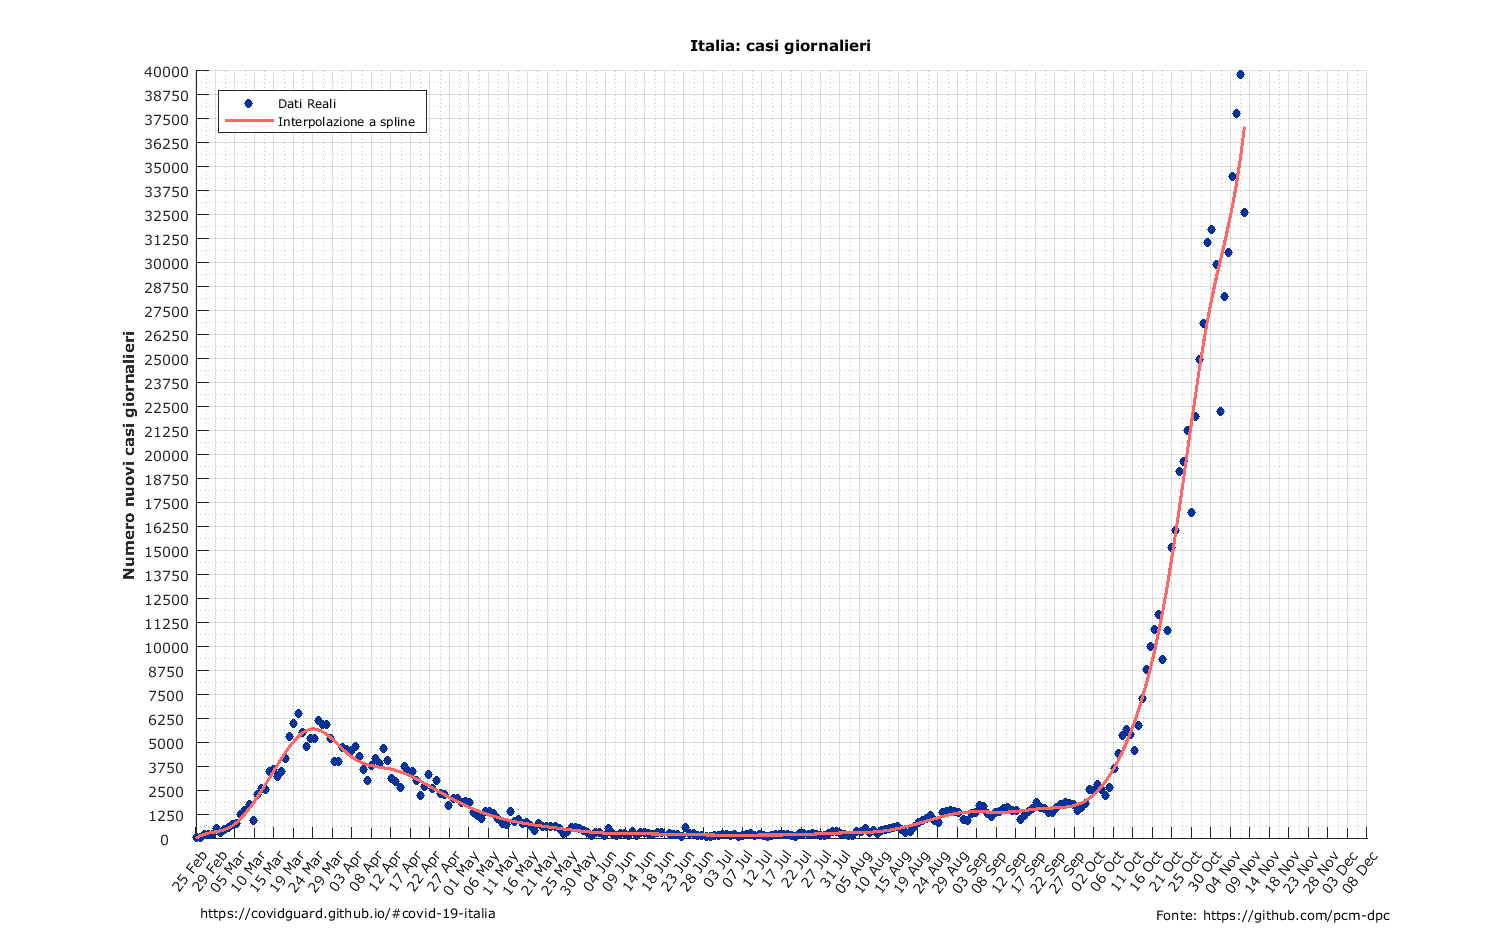 Italia: casi giornalieri
Dati Reali
Interpolazione a spline
Numero nuovi casi giornalieri
40000
38750
37500
36250
35000
33750
32500
31250
30000
28750
27500
26250
25000
23750
22500
21250
20000
18750
17500
16250
15000
13750
12500
11250
10000
8750
7500
6250
5000
3750
2500
1250
0
25 Feb
29 Feb
05 Mar
10 Mar
15 Mar
19 Mar
24 Mar
29 Mar
03 Apr
08 Apr
12 Apr
17 Apr
22 Apr
27 Apr
01 May
06 May
11 May
16 May
21 May
25 May
30 May
04 Jun
09 Jun
14 Jun
18 Jun
23 Jun
28 Jun
03 Jul
07 Jul
12 Jul
17 Jul
22 Jul
27 Jul
31 Jul
05 Aug
10 Aug
15 Aug
19 Aug
24 Aug
29 Aug
03 Sep
08 Sep
12 Sep
17 Sep
22 Sep
27 Sep
02 Oct
06 Oct
11 Oct
16 Oct
21 Oct
25 Oct
30 Oct
04 Nov
09 Nov
14 Nov
18 Nov
23 Nov
28 Nov
03 Dec
08 Dec
https://covidguard.github.io/#covid-19-italia
Fonte: https://github.com/pcm-dpc